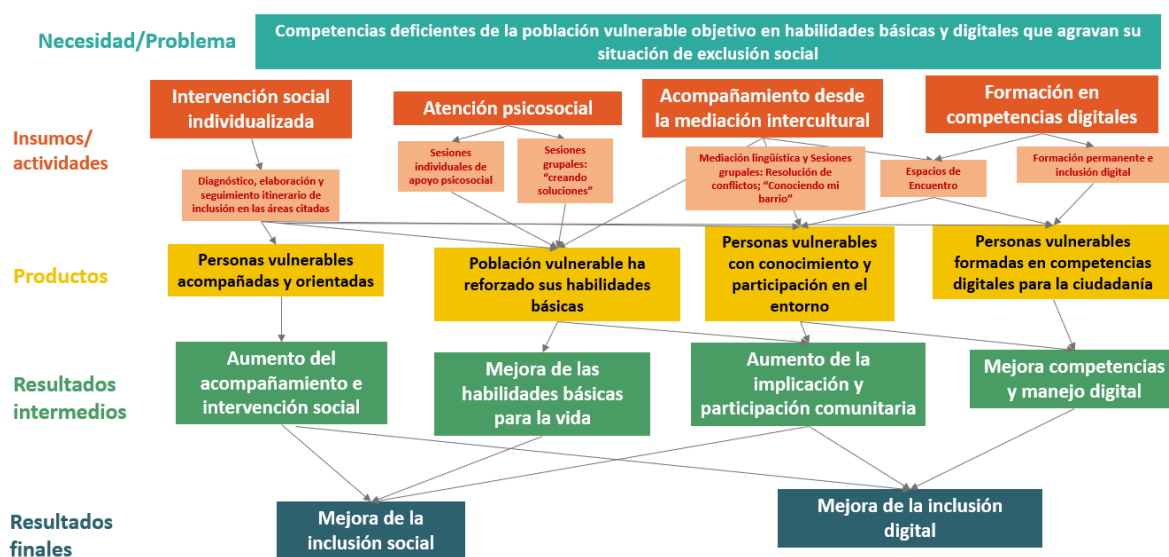 Necesidad/Problema
Competencias deficientes de la población vulnerable objetivo en habilidades básicas y digitales que agravan su
situación de exclusión social
Insumos/
actividades
Intervención social
individualizada
Atención psicosocial
Acompañamiento desde
la mediación intercultural
Formación en
competencias digitales
Diagnóstico, elaboración y
seguimiento itinerario de
inclusión en las áreas citadas
Sesiones
individuales de
apoyo psicosocial
Sesiones
grupales:
“creando
soluciones”
Mediación lingüística y Sesiones
grupales: Resolución de
conflictos; “Conociendo mi
barrio”
Espacios de
Encuentro
Formación permanente e
inclusión digital
Productos
Personas vulnerables
acompañadas y orientadas
Población vulnerable ha
reforzado sus habilidades
básicas
Personas vulnerables
con conocimiento y
participación en el
entorno
Personas vulnerables
formadas en competencias
digitales para la ciudadanía
Resultados
intermedios
Aumento del
acompañamiento e
intervención social
Mejora de las
habilidades básicas
para la vida
Aumento de la
implicación y
participación comunitaria
Mejora competencias
y manejo digital
Resultados
finales
Mejora de la
inclusión social
Mejora de la inclusión
digital